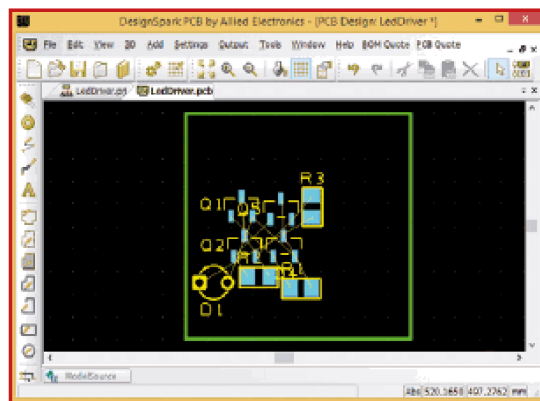 DesignSpark PCB by Allied Electronics - [PCB Design: LedDriver *]
File Edit View 3D Add Settings Output Tools Window Help BOM Quote PCB Quote
LedDriver.prj LedDriver.pcb
R3
Q1
Q2
D1
ModelSource
Abs 520.1650 497.2762 mm